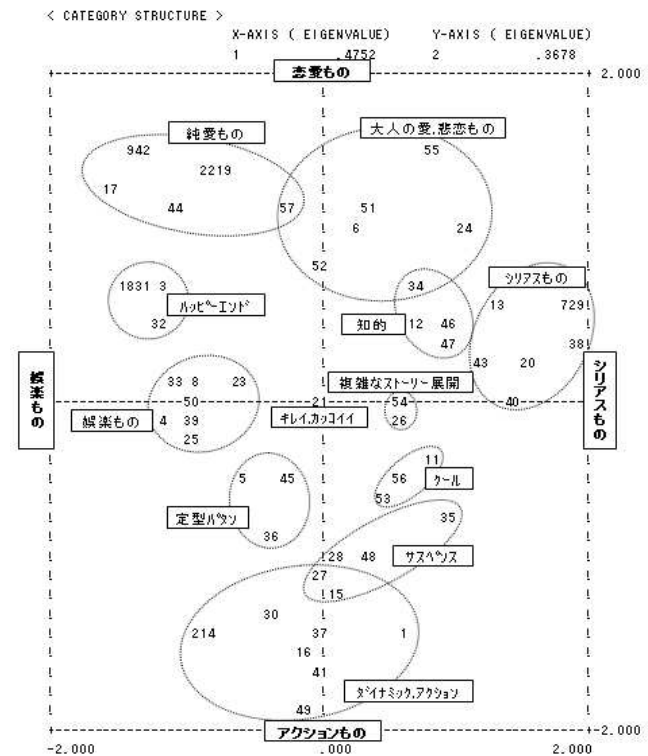 < CATEGORY STRUCTURE >
X-AXIS ( EIGENVALUE) Y-AXIS ( EIGENVALUE)
1 .4752 2 .3678
恋愛もの 2.000
純愛もの 大人の愛,悲恋もの
942 55
2219
17
44 57 51
6 24
52
34 シリアスもの
1831 3 13 729
ハッピーエンド
32 知的 12 46
47 38
43 20
娯楽もの シリアスもの
33 8 23 複雑なストーリー展開
50 21 54 40
娯楽もの 4 39 キレイ,カッコイイ 26
25
11
5 45 56 クール
53
定型パタン 35
36
28 48 サスペンス
27
15
30
214 37 1
16
41
ダイナミック,アクション
49
アクションもの -2.000
-2.000 .000 2.000